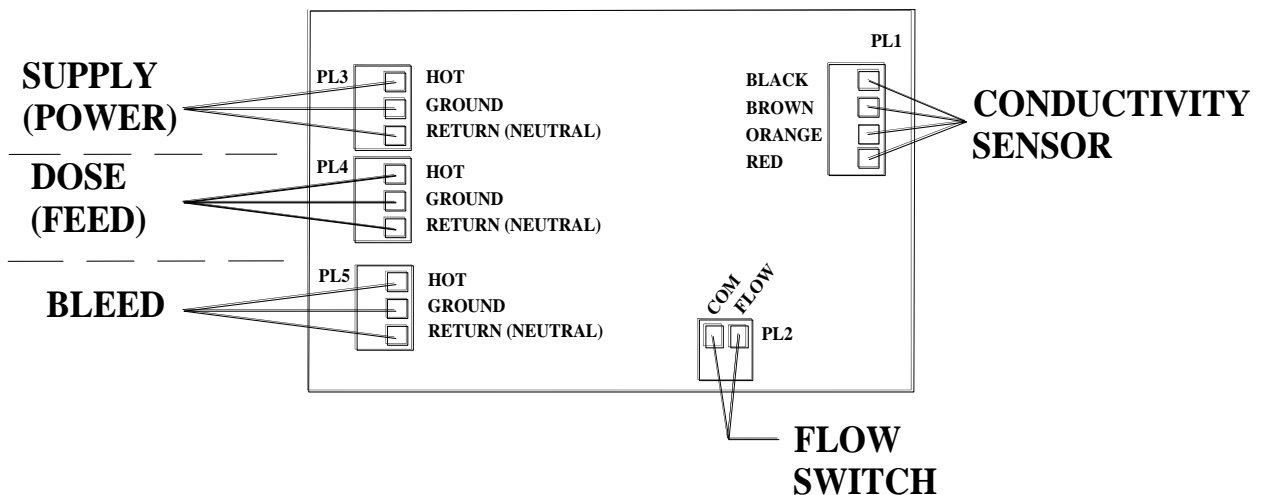 SUPPLY
(POWER)
PL3
HOT
GROUND
RETURN (NEUTRAL)
DOSE
(FEED)
PL4
HOT
GROUND
RETURN (NEUTRAL)
BLEED
PL5
HOT
GROUND
RETURN (NEUTRAL)
PL1
BLACK
BROWN
ORANGE
RED
CONDUCTIVITY
SENSOR
COM
FLOW
PL2
FLOW
SWITCH